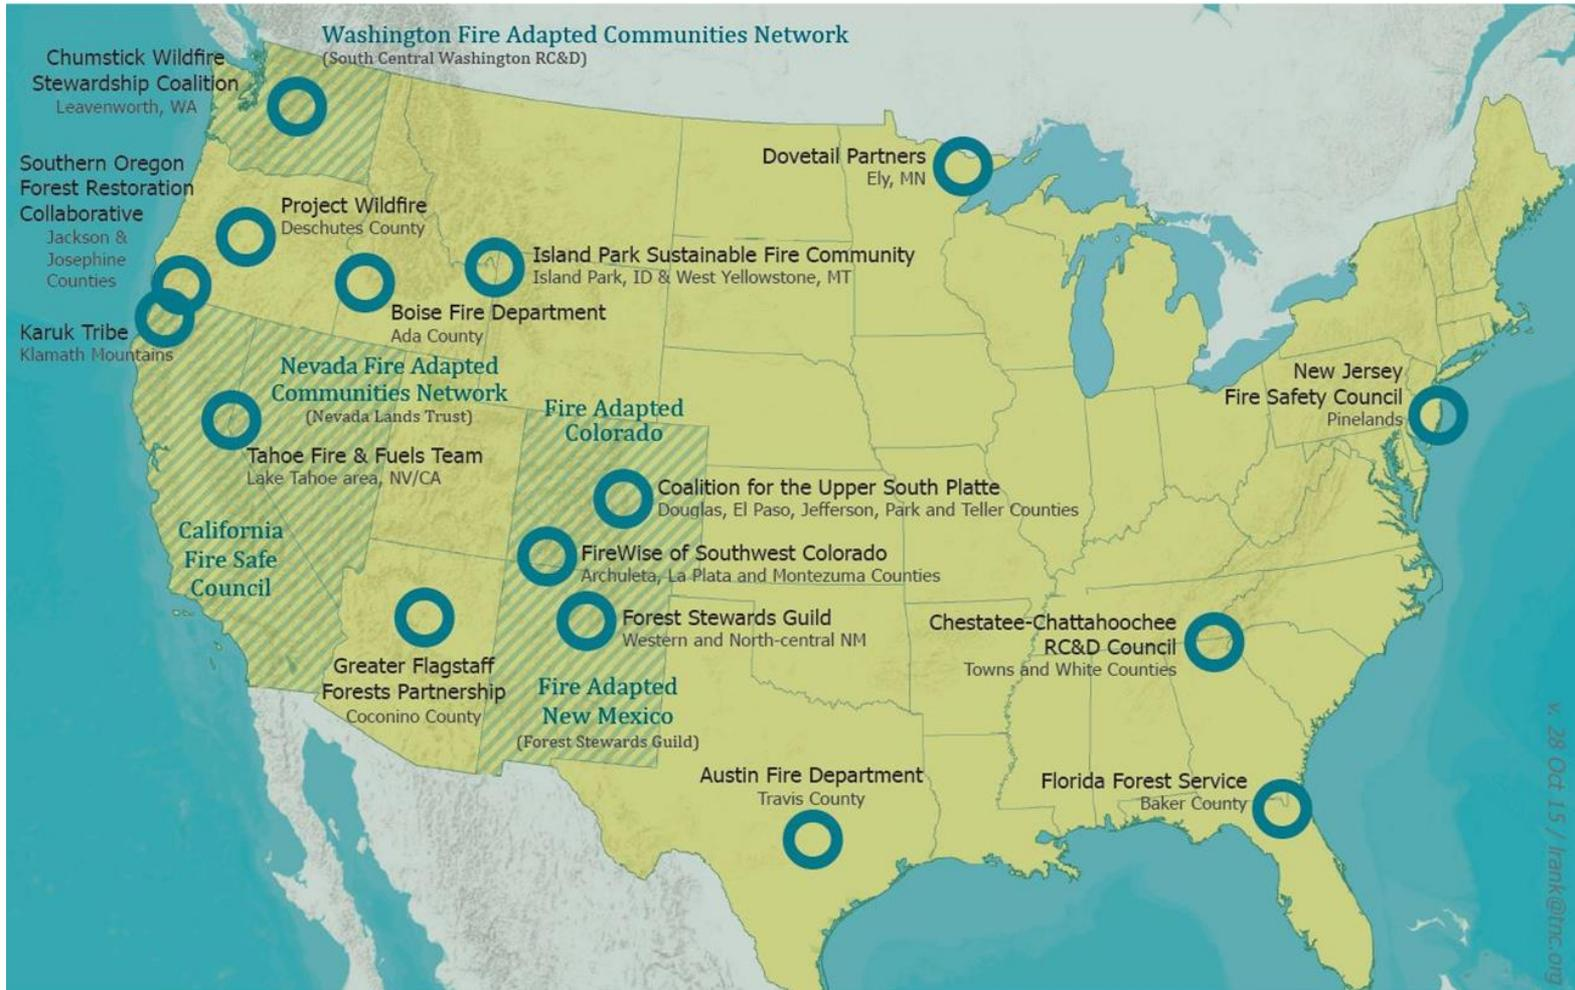 Washington Fire Adapted Communities Network
(South Central Washington RC&D)
Chumstick Wildfire
Stewardship Coalition
Leavenworth, WA
Southern Oregon
Forest Restoration
Collaborative
Jackson &
Josephine
Counties
Karuk Tribe
Klamath Mountains
Project Wildfire
Deschutes County
Island Park Sustainable Fire Community
Island Park, ID & West Yellowstone, MT
Boise Fire Department
Ada County
Dovetail Partners
Ely, MN
Nevada Fire Adapted
Communities Network
(Nevada Lands Trust)
Tahoe Fire & Fuels Team
Lake Tahoe area, NV/CA
California
Fire Safe
Council
Fire Adapted
Colorado
Coalition for the Upper South Platte
Douglas, El Paso, Jefferson, Park and Teller Counties
FireWise of Southwest Colorado
Archuleta, La Plata and Montezuma Counties
Forest Stewards Guild
Western and North-central NM
Fire Adapted
New Mexico
(Forest Stewards Guild)
Greater Flagstaff
Forests Partnership
Coconino County
New Jersey
Fire Safety Council
Pinelands
Chestatee-Chattahoochee
RC&D Council
Towns and White Counties
Austin Fire Department
Travis County
Florida Forest Service
Baker County
v. 28 Oct 15 / lrank@tnc.org